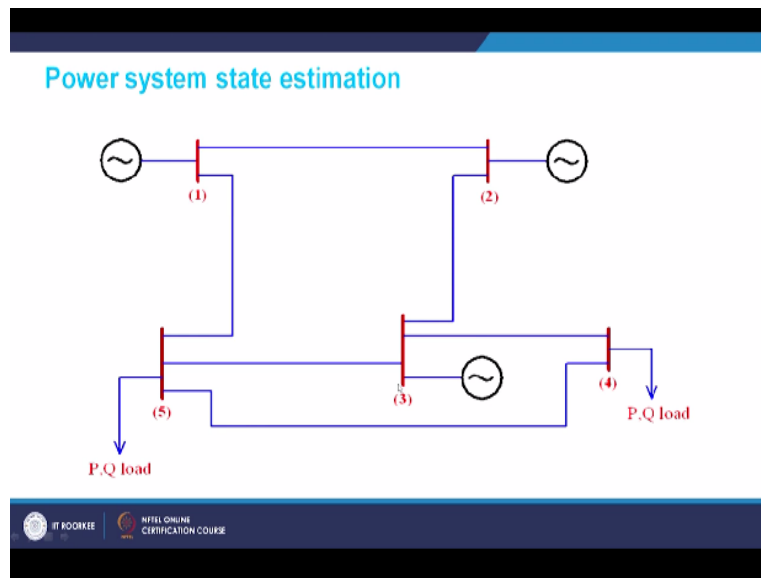 Power system state estimation
(1)
(2)
(3)
(4)
(5)
P,Q load
P,Q load
IIT ROORKEE
NPTEL ONLINE
CERTIFICATION COURSE